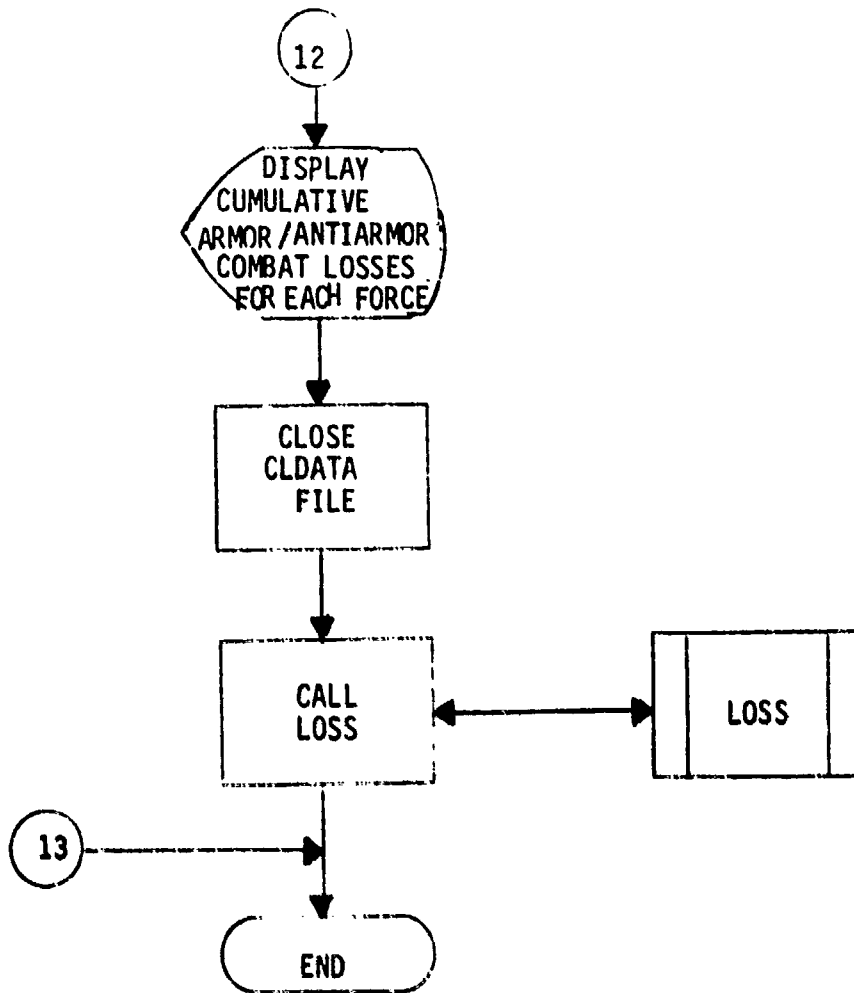 12
DISPLAY
CUMULATIVE
ARMOR/ANTIARMOR
COMBAT LOSSES
FOR EACH FORCE
CLOSE
CLDATA
FILE
CALL
LOSS
LOSS
13
END